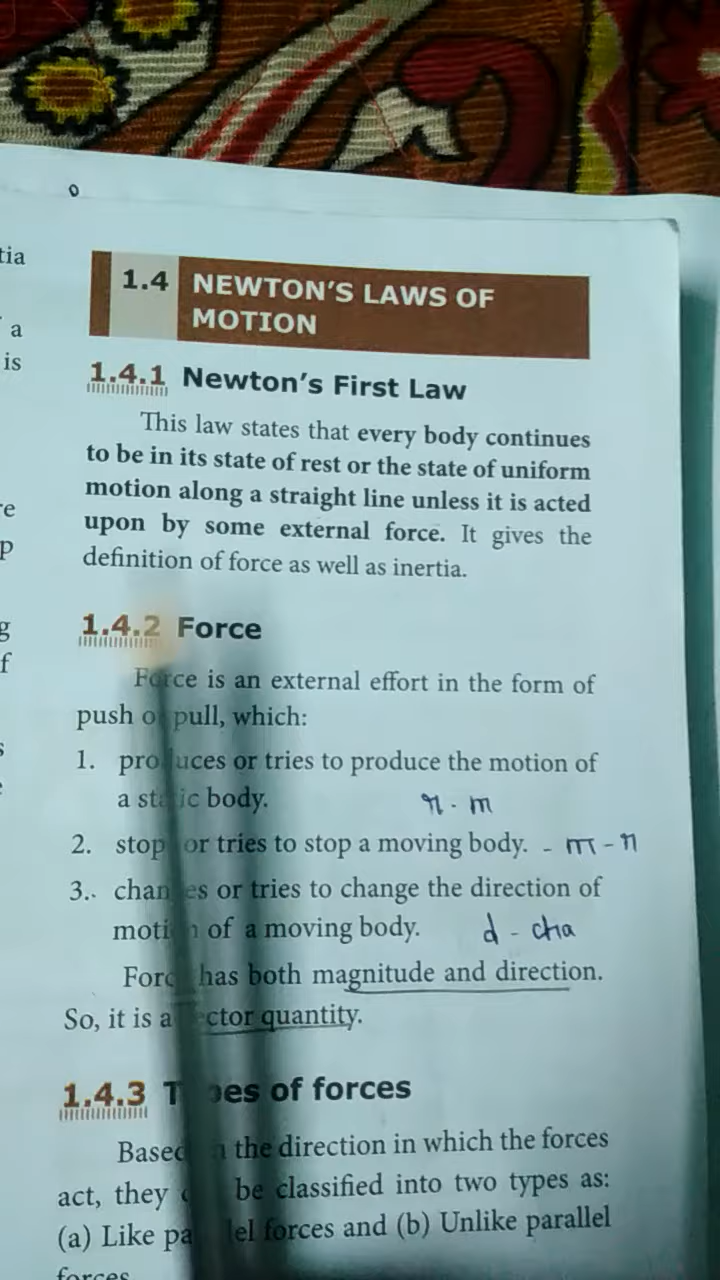 tia
a
is
1.4 NEWTON'S LAWS OF
MOTION
1.4.1 Newton's First Law
This law states that every body continues
to be in its state of rest or the state of uniform
motion along a straight line unless it is acted
upon by some external force. It gives the
definition of force as well as inertia.
1.4.2 Force
Force is an external effort in the form of
push o pull, which:
1. pro uces or tries to produce the motion of
a st ic body.
2. stop or tries to stop a moving body. - m - n
3. chan es or tries to change the direction of
moti n of a moving body. d - cha
Forc has both magnitude and direction.
So, it is a ctor quantity.
1.4.3 T pes of forces
Based n the direction in which the forces
act, they be classified into two types as:
(a) Like pa lel forces and (b) Unlike parallel
forces